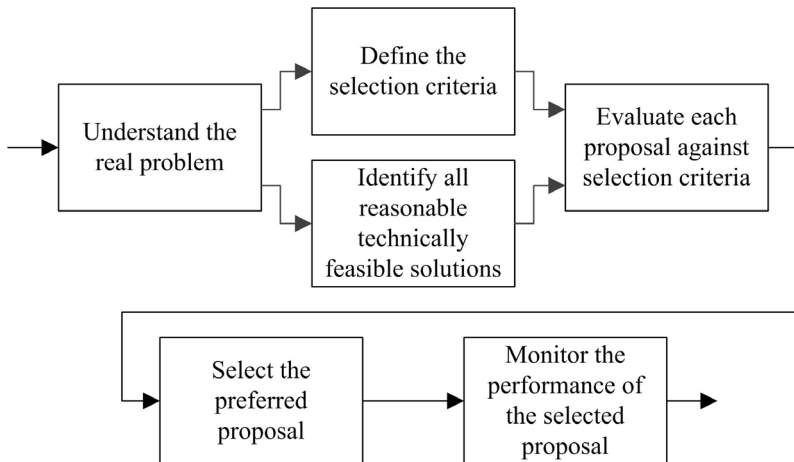 Understand the
real problem
Define the
selection criteria
Identify all
reasonable
technically
feasible solutions
Evaluate each
proposal against
selection criteria
Select the
preferred
proposal
Monitor the
performance of
the selected
proposal